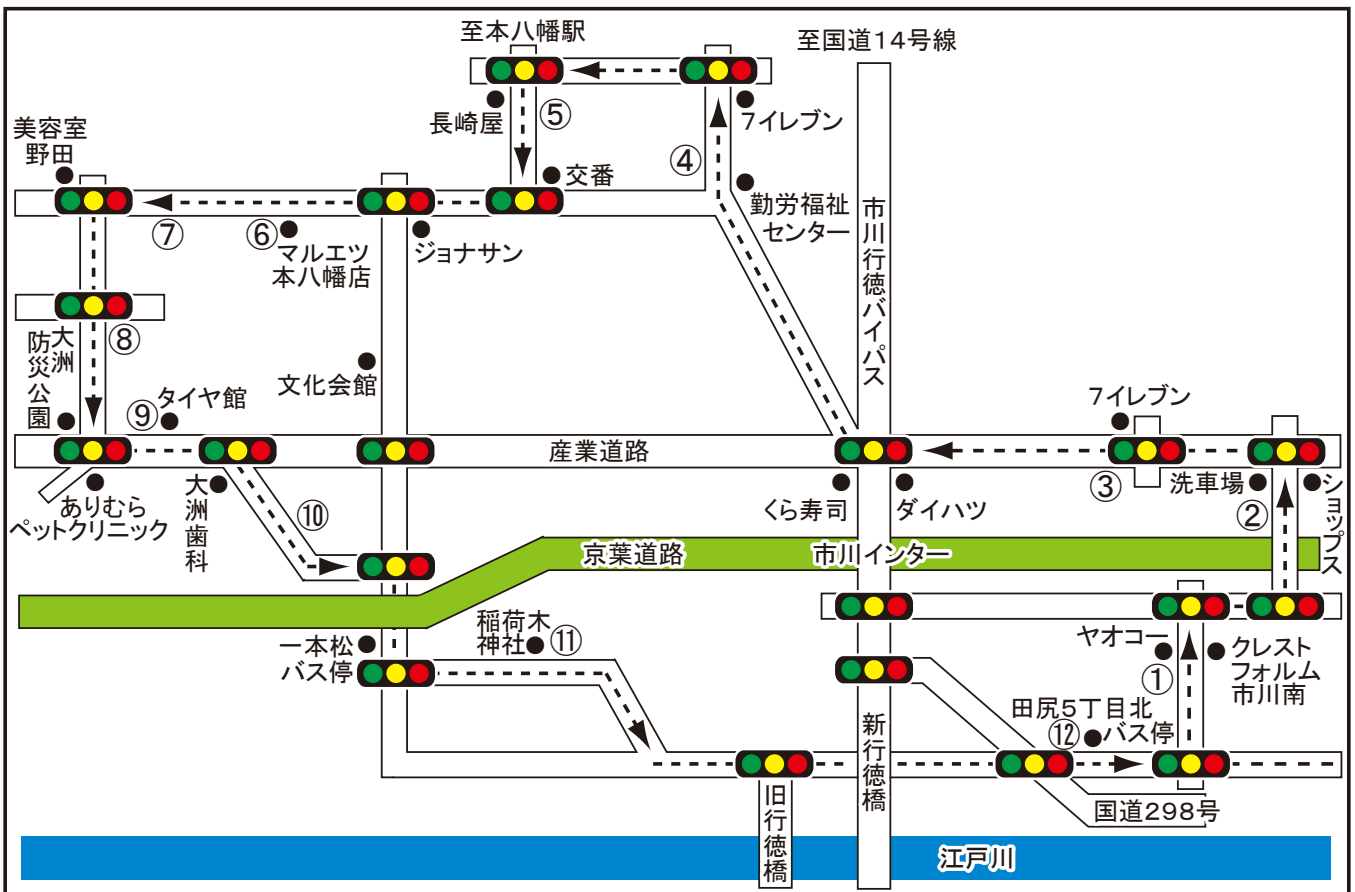 至本八幡駅
至国道14号線
長崎屋
⑤
7イレブン
美容室
野田
交番
④
勤労福祉
センター
市川行徳バイパス
⑦
⑥
マルエツ
本八幡店
ジョナサン
大洲
防災公園
⑧
文化会館
⑨
タイヤ館
7イレブン
産業道路
ありむら
ペットクリニック
大洲歯科
⑩
くら寿司
ダイハツ
③
洗車場
②
ショップス
京葉道路
市川インター
一本松
バス停
稲荷木
神社
⑪
ヤオコー
①
クレスト
フォルム
市川南
田尻5丁目北
バス停
⑫
新行徳橋
旧行徳橋
国道298号
江戸川